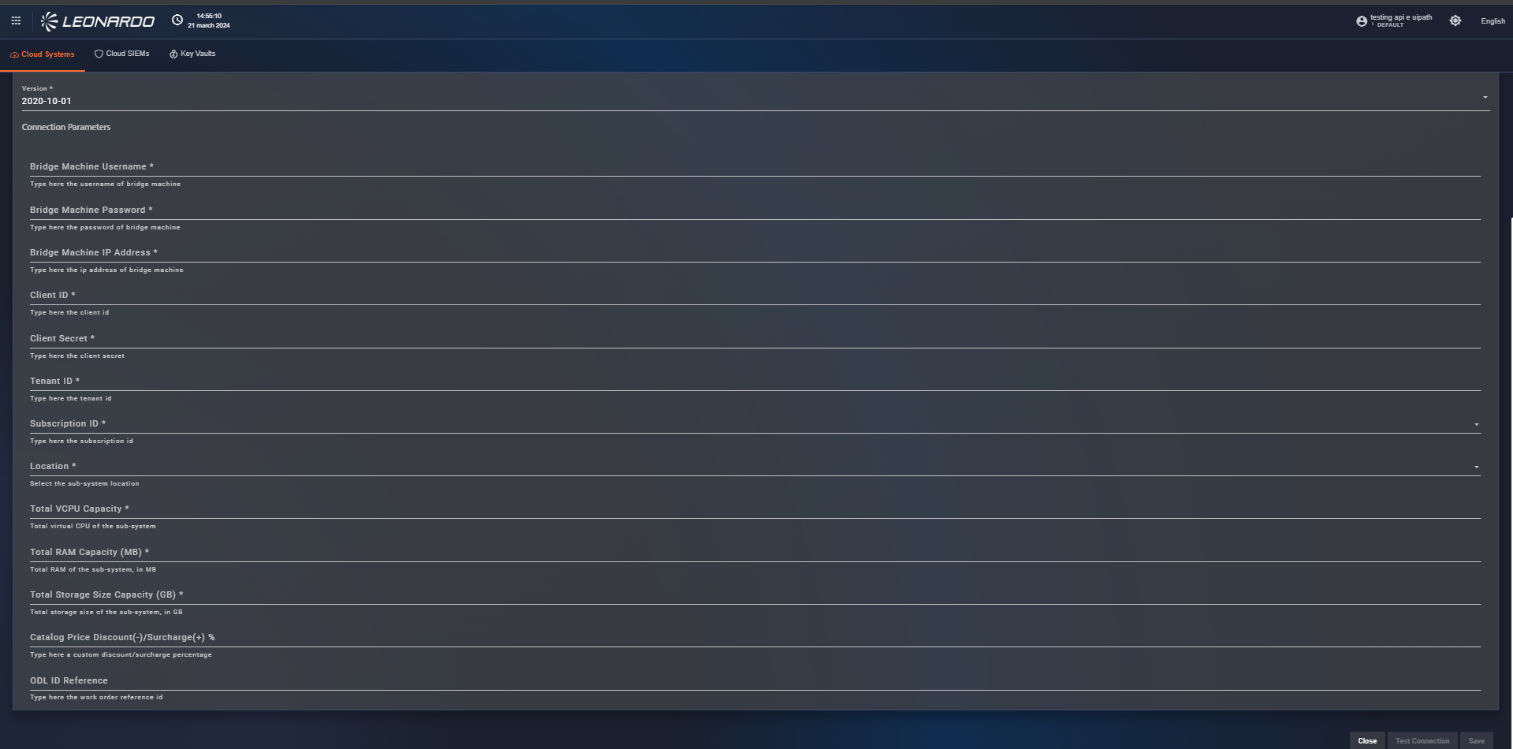 LEONARDO
14:55:10
21 march 2024
testing api e uipath
DEFAULT
English
Cloud Systems
Cloud SIEMs
Key Vaults
Version *
2020-10-01
Connection Parameters
Bridge Machine Username *
Type here the username of bridge machine
Bridge Machine Password *
Type here the password of bridge machine
Bridge Machine IP Address *
Type here the ip address of bridge machine
Client ID *
Type here the client id
Client Secret *
Type here the client secret
Tenant ID *
Type here the tenant id
Subscription ID *
Type here the subscription id
Location *
Select the sub-system location
Total VCPU Capacity *
Total virtual CPU of the sub-system
Total RAM Capacity (MB) *
Total RAM of the sub-system, in MB
Total Storage Size Capacity (GB) *
Total storage size of the sub-system, in GB
Catalog Price Discount(-)/Surcharge(+) %
Type here a custom discount/surcharge percentage
ODL ID Reference
Type here the work order reference id
Close
Test Connection
Save